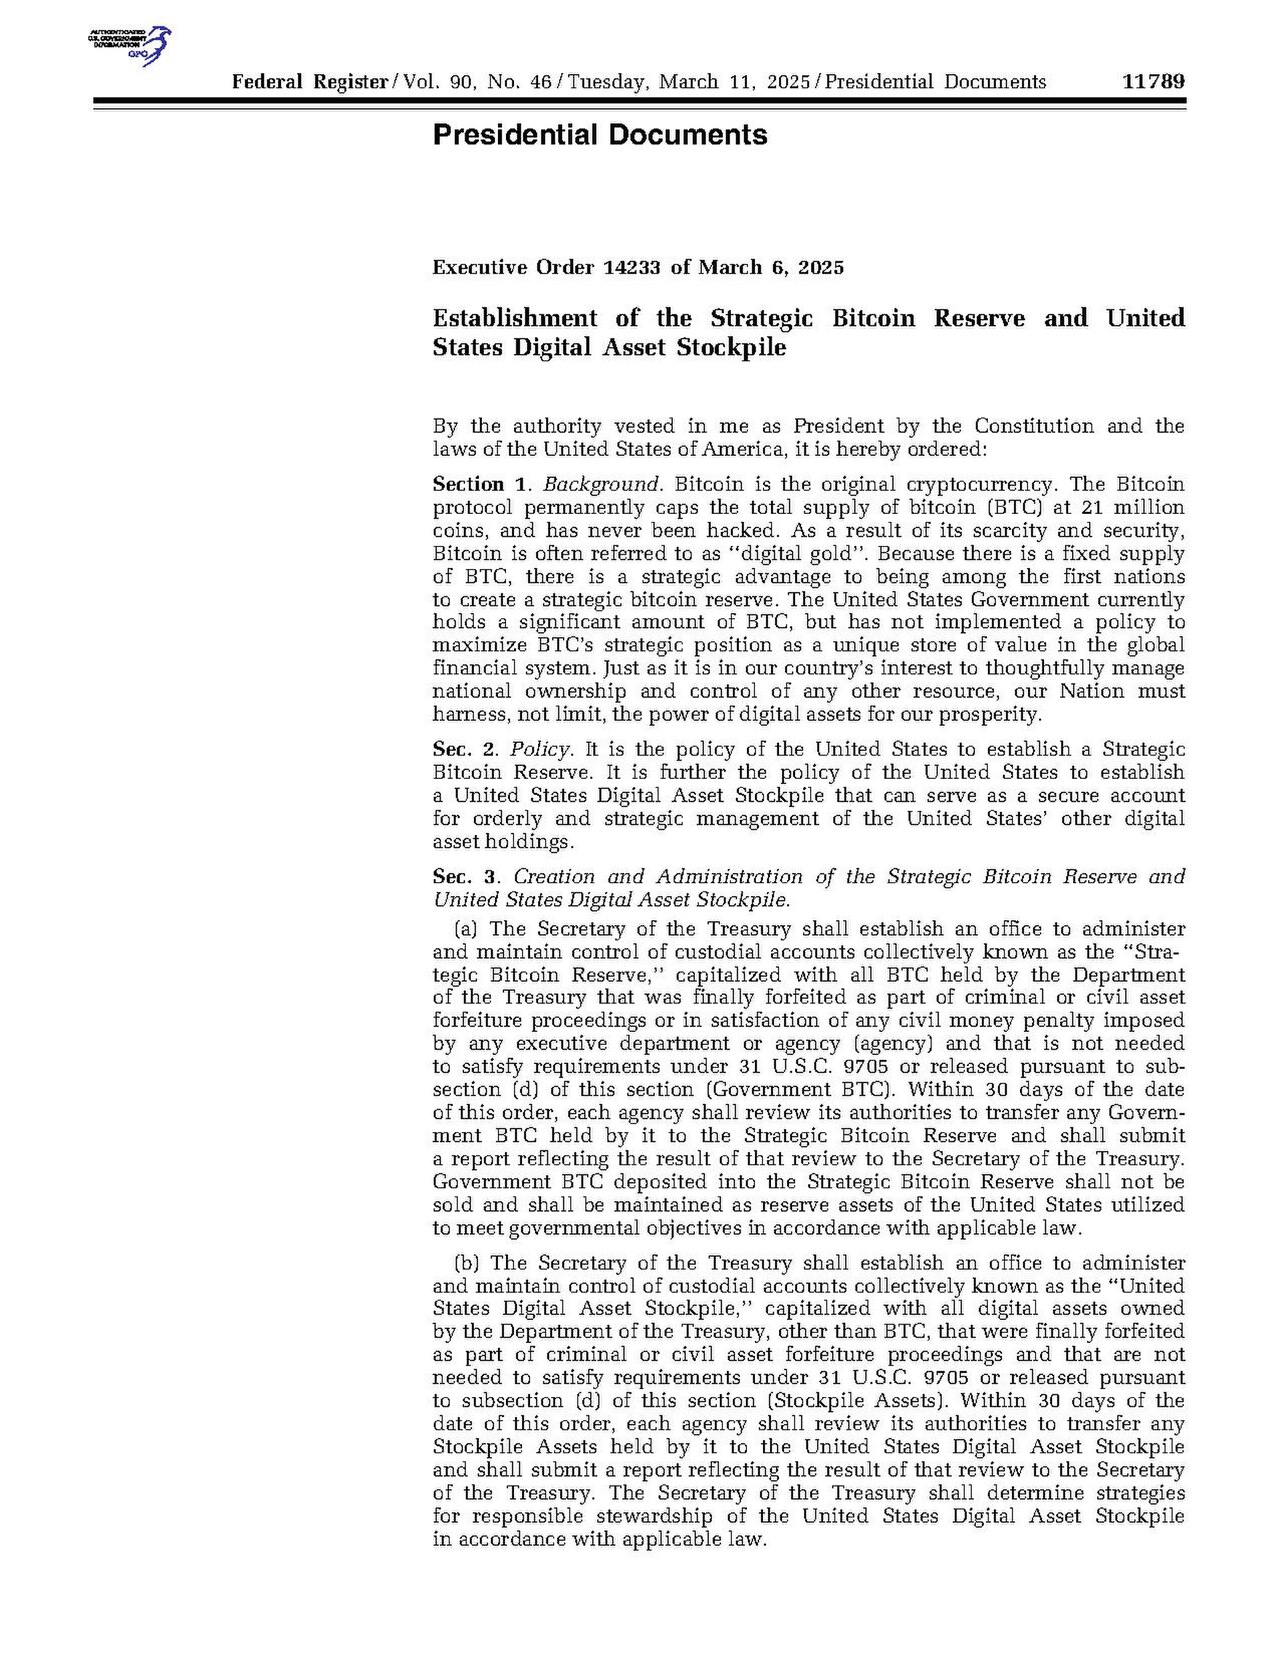 AUTHENTICATED
U.S. GOVERNMENT
INFORMATION
GPO
Federal Register / Vol. 90, No. 46 / Tuesday, March 11, 2025 / Presidential Documents 11789
Presidential Documents
Executive Order 14233 of March 6, 2025
Establishment of the Strategic Bitcoin Reserve and United
States Digital Asset Stockpile
By the authority vested in me as President by the Constitution and the
laws of the United States of America, it is hereby ordered:
Section 1. Background. Bitcoin is the original cryptocurrency. The Bitcoin
protocol permanently caps the total supply of bitcoin (BTC) at 21 million
coins, and has never been hacked. As a result of its scarcity and security,
Bitcoin is often referred to as ‘‘digital gold’’. Because there is a fixed supply
of BTC, there is a strategic advantage to being among the first nations
to create a strategic bitcoin reserve. The United States Government currently
holds a significant amount of BTC, but has not implemented a policy to
maximize BTC’s strategic position as a unique store of value in the global
financial system. Just as it is in our country’s interest to thoughtfully manage
national ownership and control of any other resource, our Nation must
harness, not limit, the power of digital assets for our prosperity.
Sec. 2. Policy. It is the policy of the United States to establish a Strategic
Bitcoin Reserve. It is further the policy of the United States to establish
a United States Digital Asset Stockpile that can serve as a secure account
for orderly and strategic management of the United States’ other digital
asset holdings.
Sec. 3. Creation and Administration of the Strategic Bitcoin Reserve and
United States Digital Asset Stockpile.
(a) The Secretary of the Treasury shall establish an office to administer
and maintain control of custodial accounts collectively known as the ‘‘Stra-
tegic Bitcoin Reserve,’’ capitalized with all BTC held by the Department
of the Treasury that was finally forfeited as part of criminal or civil asset
forfeiture proceedings or in satisfaction of any civil money penalty imposed
by any executive department or agency (agency) and that is not needed
to satisfy requirements under 31 U.S.C. 9705 or released pursuant to sub-
section (d) of this section (Government BTC). Within 30 days of the date
of this order, each agency shall review its authorities to transfer any Govern-
ment BTC held by it to the Strategic Bitcoin Reserve and shall submit
a report reflecting the result of that review to the Secretary of the Treasury.
Government BTC deposited into the Strategic Bitcoin Reserve shall not be
sold and shall be maintained as reserve assets of the United States utilized
to meet governmental objectives in accordance with applicable law.
(b) The Secretary of the Treasury shall establish an office to administer
and maintain control of custodial accounts collectively known as the ‘‘United
States Digital Asset Stockpile,’’ capitalized with all digital assets owned
by the Department of the Treasury, other than BTC, that were finally forfeited
as part of criminal or civil asset forfeiture proceedings and that are not
needed to satisfy requirements under 31 U.S.C. 9705 or released pursuant
to subsection (d) of this section (Stockpile Assets). Within 30 days of the
date of this order, each agency shall review its authorities to transfer any
Stockpile Assets held by it to the United States Digital Asset Stockpile
and shall submit a report reflecting the result of that review to the Secretary
of the Treasury. The Secretary of the Treasury shall determine strategies
for responsible stewardship of the United States Digital Asset Stockpile
in accordance with applicable law.